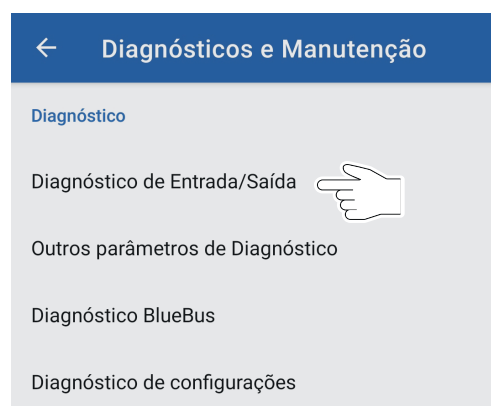 Diagnósticos e Manutenção
Diagnóstico
Diagnóstico de Entrada/Saída
Outros parâmetros de Diagnóstico
Diagnóstico BlueBus
Diagnóstico de configurações